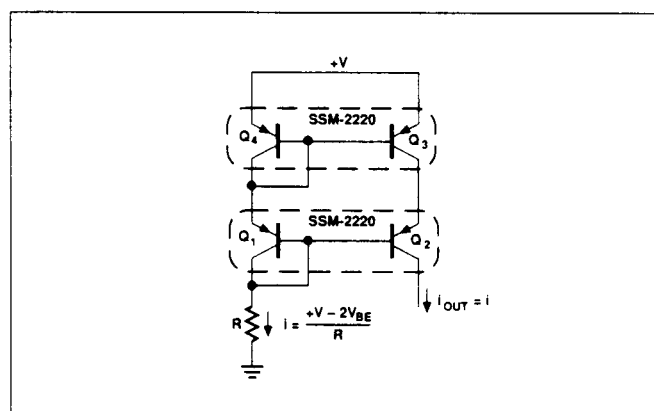 +V
SSM-2220
Q4
Q3
SSM-2220
Q1
Q2
iOUT = i
R
i = +V – 2VBE
R